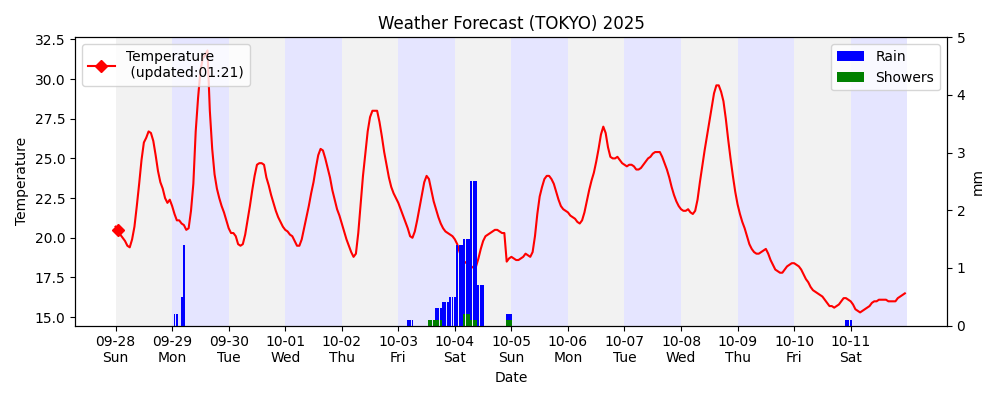 Weather Forecast (TOKYO) 2025
Temperature
(updated:01:21)
Rain
Showers
32.5
30.0
27.5
25.0
22.5
20.0
17.5
15.0
Temperature
5
4
3
2
1
0
mm
09-28 09-29 09-30 10-01 10-02 10-03 10-04 10-05 10-06 10-07 10-08 10-09 10-10 10-11
Sun Mon Tue Wed Thu Fri Sat Sun Mon Tue Wed Thu Fri Sat
Date